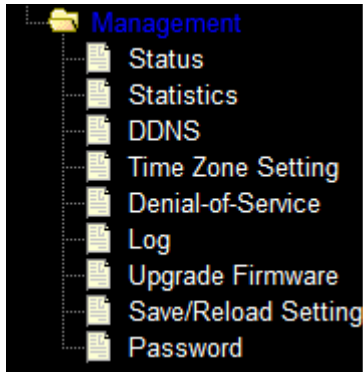 Management
Status
Statistics
DDNS
Time Zone Setting
Denial-of-Service
Log
Upgrade Firmware
Save/Reload Setting
Password